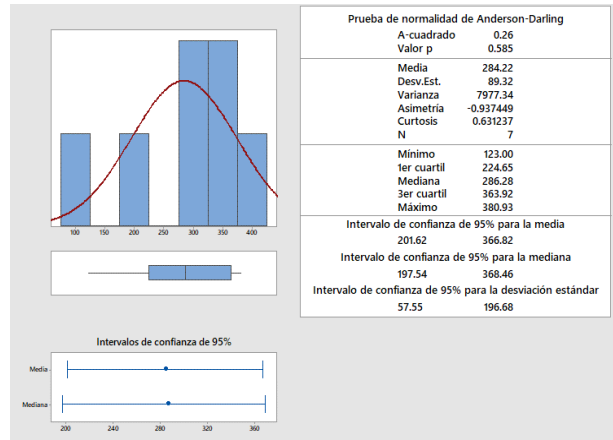 Prueba de normalidad de Anderson-Darling
A-cuadrado 0.26
Valor p 0.585
Media 284.22
Desv.Est. 89.32
Varianza 7977.34
Asimetría -0.937449
Curtosis 0.631237
N 7
Mínimo 123.00
1er cuartil 224.65
Mediana 286.28
3er cuartil 363.92
Máximo 380.93
Intervalo de confianza de 95% para la media
201.62 366.82
Intervalo de confianza de 95% para la mediana
197.54 368.46
Intervalo de confianza de 95% para la desviación estándar
57.55 196.68
100 150 200 250 300 350 400
Intervalos de confianza de 95%
Media
Mediana
200 240 280 320 360